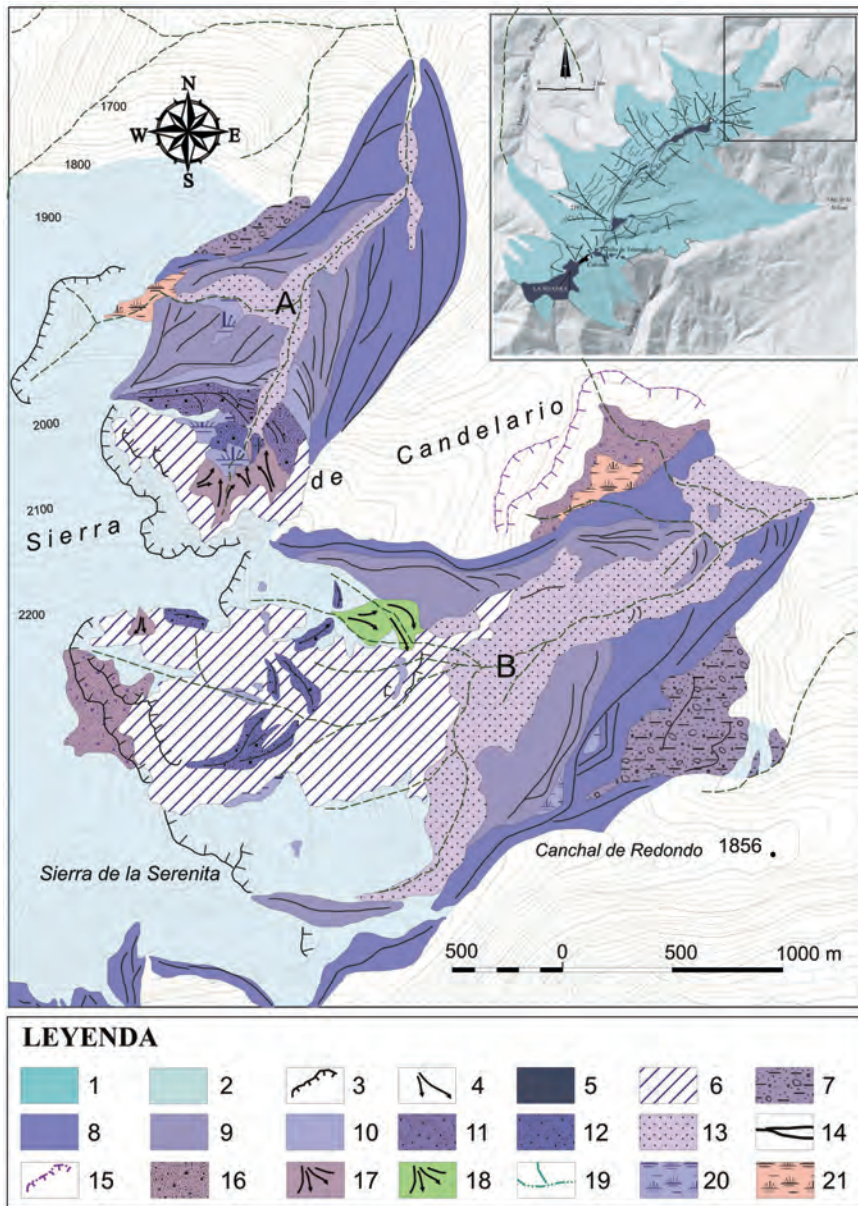 N
W E
S
1700
1800
1900
2000
2100
2200
A
B
Sierra de Candelario
Sierra de la Serenita
Canchal de Redondo 1856
500 0 500 1000 m
LEYENDA
1 2 3 4 5 6 7
8 9 10 11 12 13 14
15 16 17 18 19 20 21